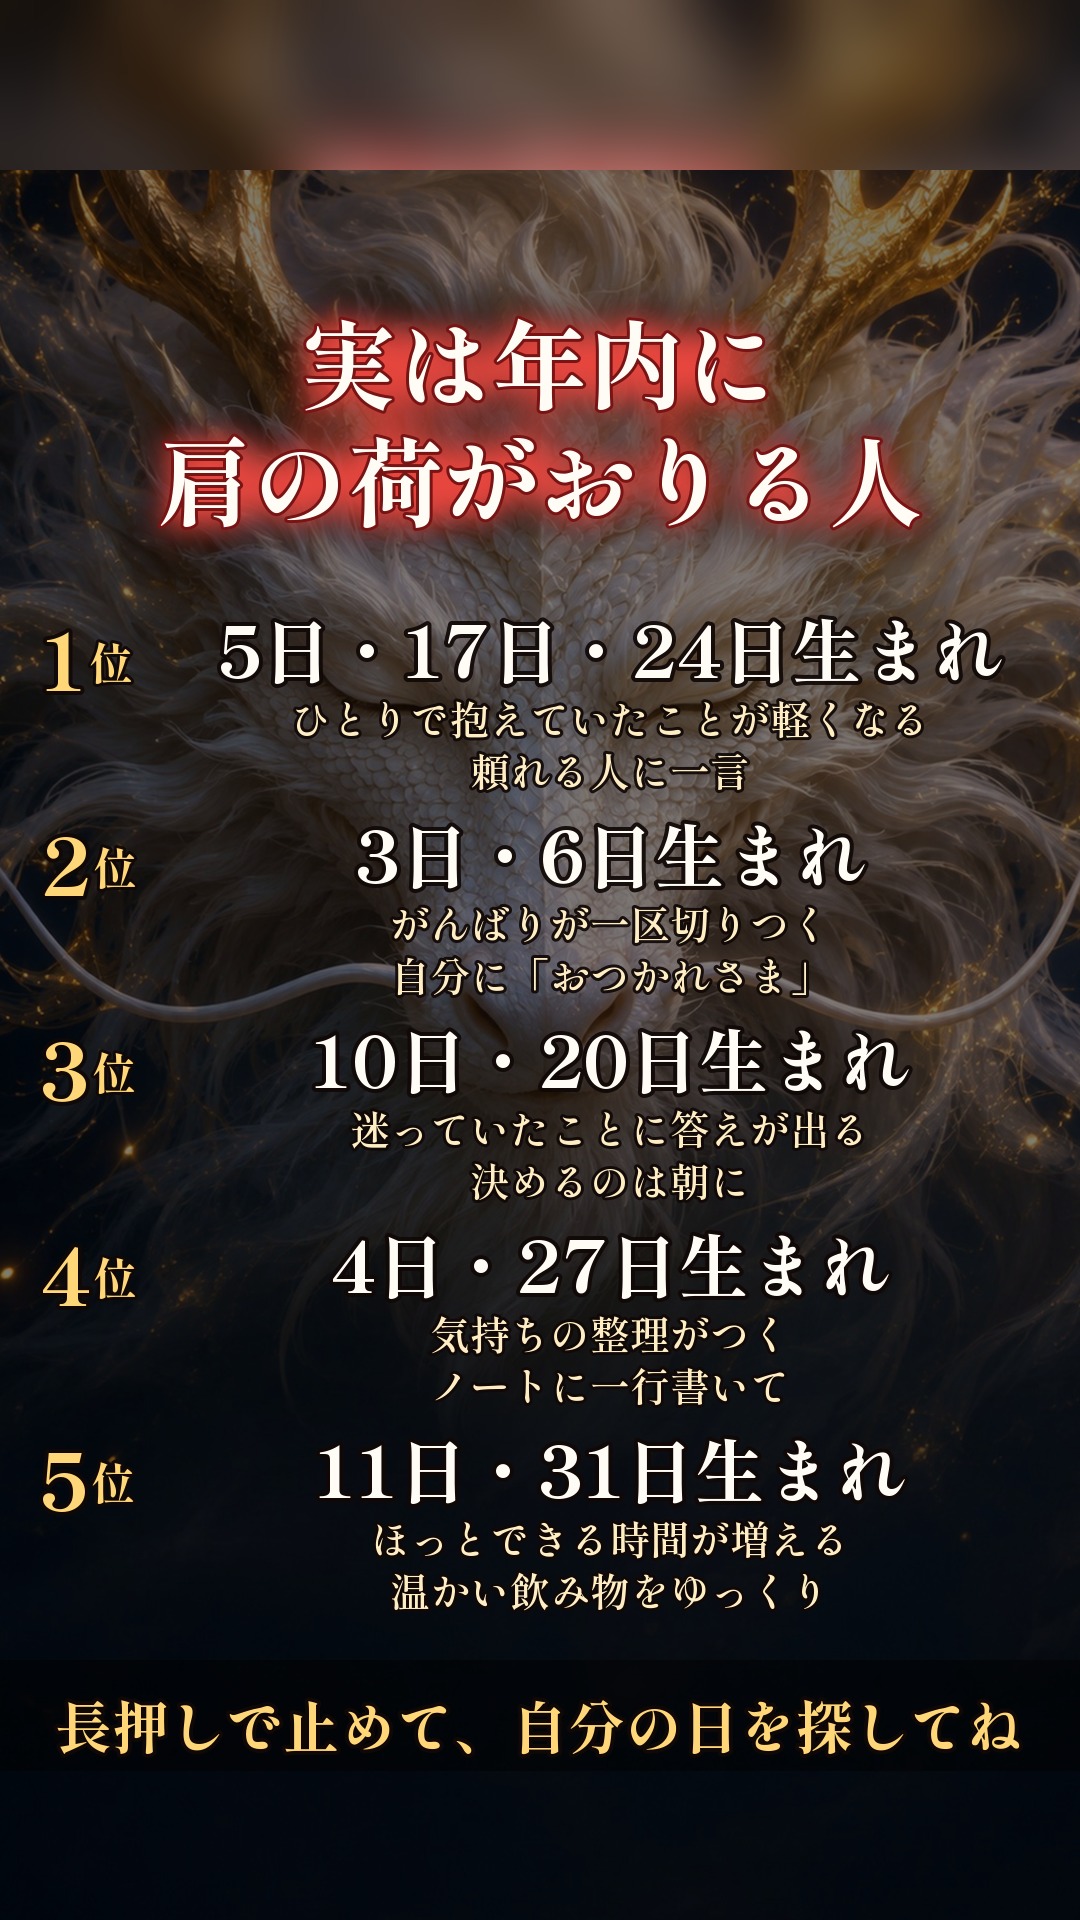 実は年内に
肩の荷がおりる人
1位 5日・17日・24日生まれ
ひとりで抱えていたことが軽くなる
頼れる人に一言
2位 3日・6日生まれ
がんばりが一区切りつく
自分に「おつかれさま」
3位 10日・20日生まれ
迷っていたことに答えが出る
決めるのは朝に
4位 4日・27日生まれ
気持ちの整理がつく
ノートに一行書いて
5位 11日・31日生まれ
ほっとできる時間が増える
温かい飲み物をゆっくり
長押しで止めて、自分の日を探してね